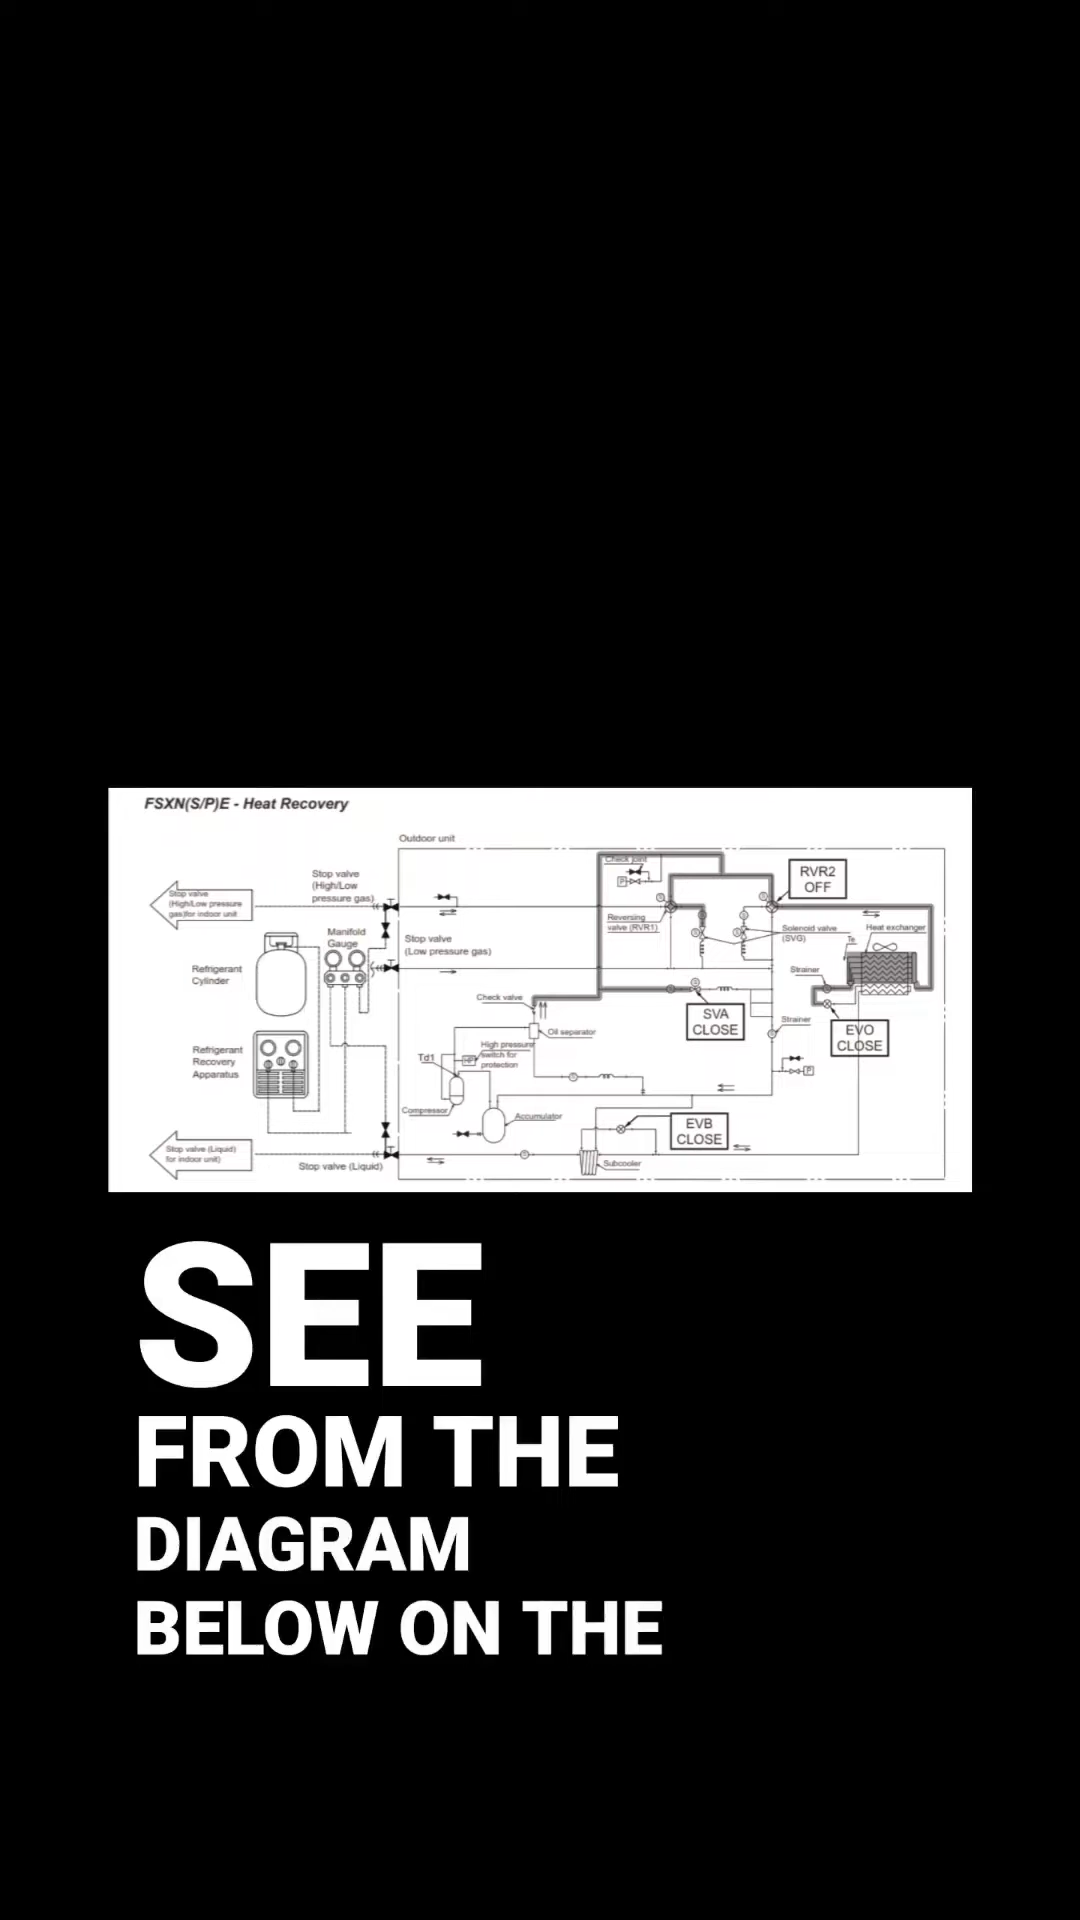 FSXN(S/P)E - Heat Recovery
Outdoor unit
Stop valve
(High/Low
pressure gas)
Stop valve
(High/Low pressure
gas)for indoor unit
Check joint
P
RVR2
OFF
Reversing
valve (RVR1)
Solenoid valve
(SVG)
Heat exchanger
Te
Manifold
Gauge
Stop valve
(Low pressure gas)
Refrigerant
Cylinder
Strainer
Check valve
SVA
CLOSE
Strainer
EVO
CLOSE
Oil separator
High pressure
switch for
protection
Td1
HP
Refrigerant
Recovery
Apparatus
P
Compressor
Accumulator
EVB
CLOSE
Stop valve (Liquid)
for indoor unit)
Stop valve (Liquid)
Subcooler
SEE
FROM THE
DIAGRAM
BELOW ON THE